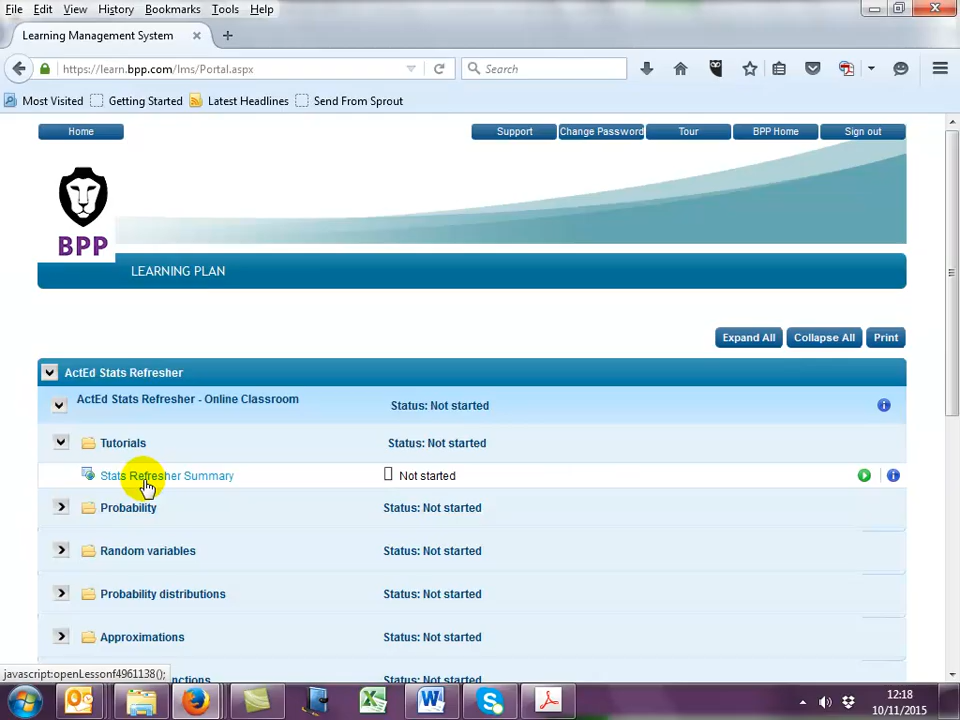 File Edit View History Bookmarks Tools Help
Learning Management System
https://learn.bpp.com/lms/Portal.aspx
Search
Most Visited Getting Started Latest Headlines Send From Sprout
Home Support Change Password Tour BPP Home Sign out
BPP
LEARNING PLAN
Expand All Collapse All Print
ActEd Stats Refresher
ActEd Stats Refresher - Online Classroom Status: Not started
Tutorials Status: Not started
Stats Refresher Summary Not started
Probability Status: Not started
Random variables Status: Not started
Probability distributions Status: Not started
Approximations Status: Not started
javascript:openLessonf4961138();
12:18
10/11/2015